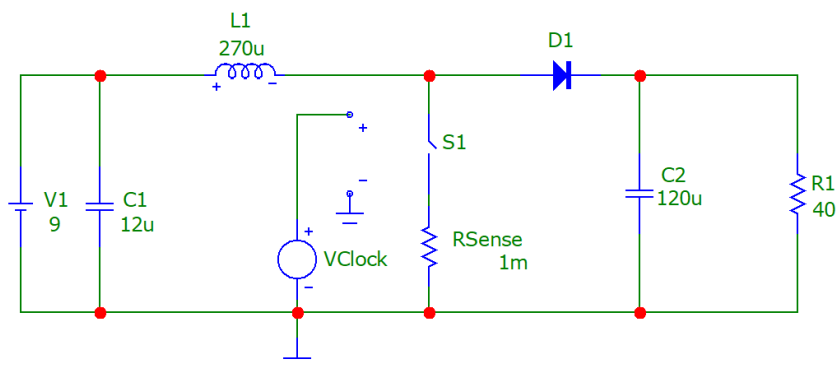 L1
270u
D1
+
-
+
S1
-
V1
9
C1
12u
+
VClock
-
RSense
1m
C2
120u
R1
40